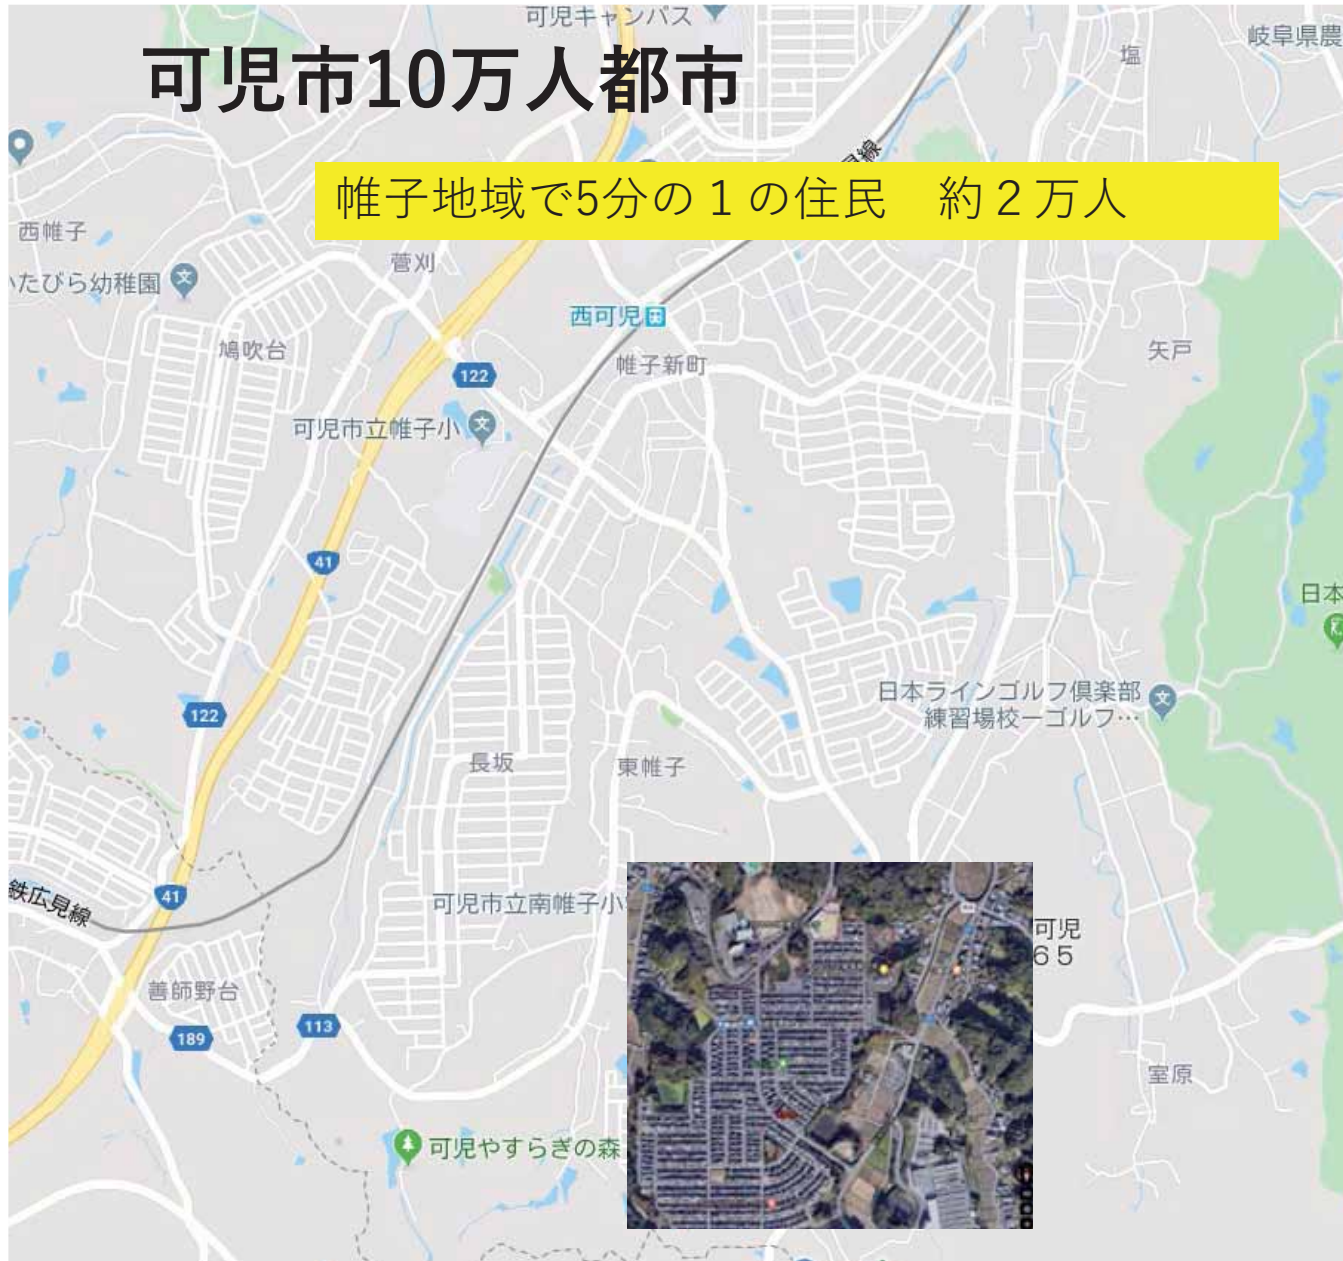 可児キャンパス
岐阜県農
塩
可児市10万人都市
見線
帷子地域で5分の１の住民　約２万人
西帷子
菅刈
いたびら幼稚園
文
西可児
鳩吹台
帷子新町
矢戸
122
可児市立帷子小
文
41
日本
日本ラインゴルフ倶楽部
練習場校ーゴルフ…
文
122
長坂
東帷子
鉄広見線
41
可児市立南帷子小
可児
65
善師野台
189
113
室原
可児やすらぎの森